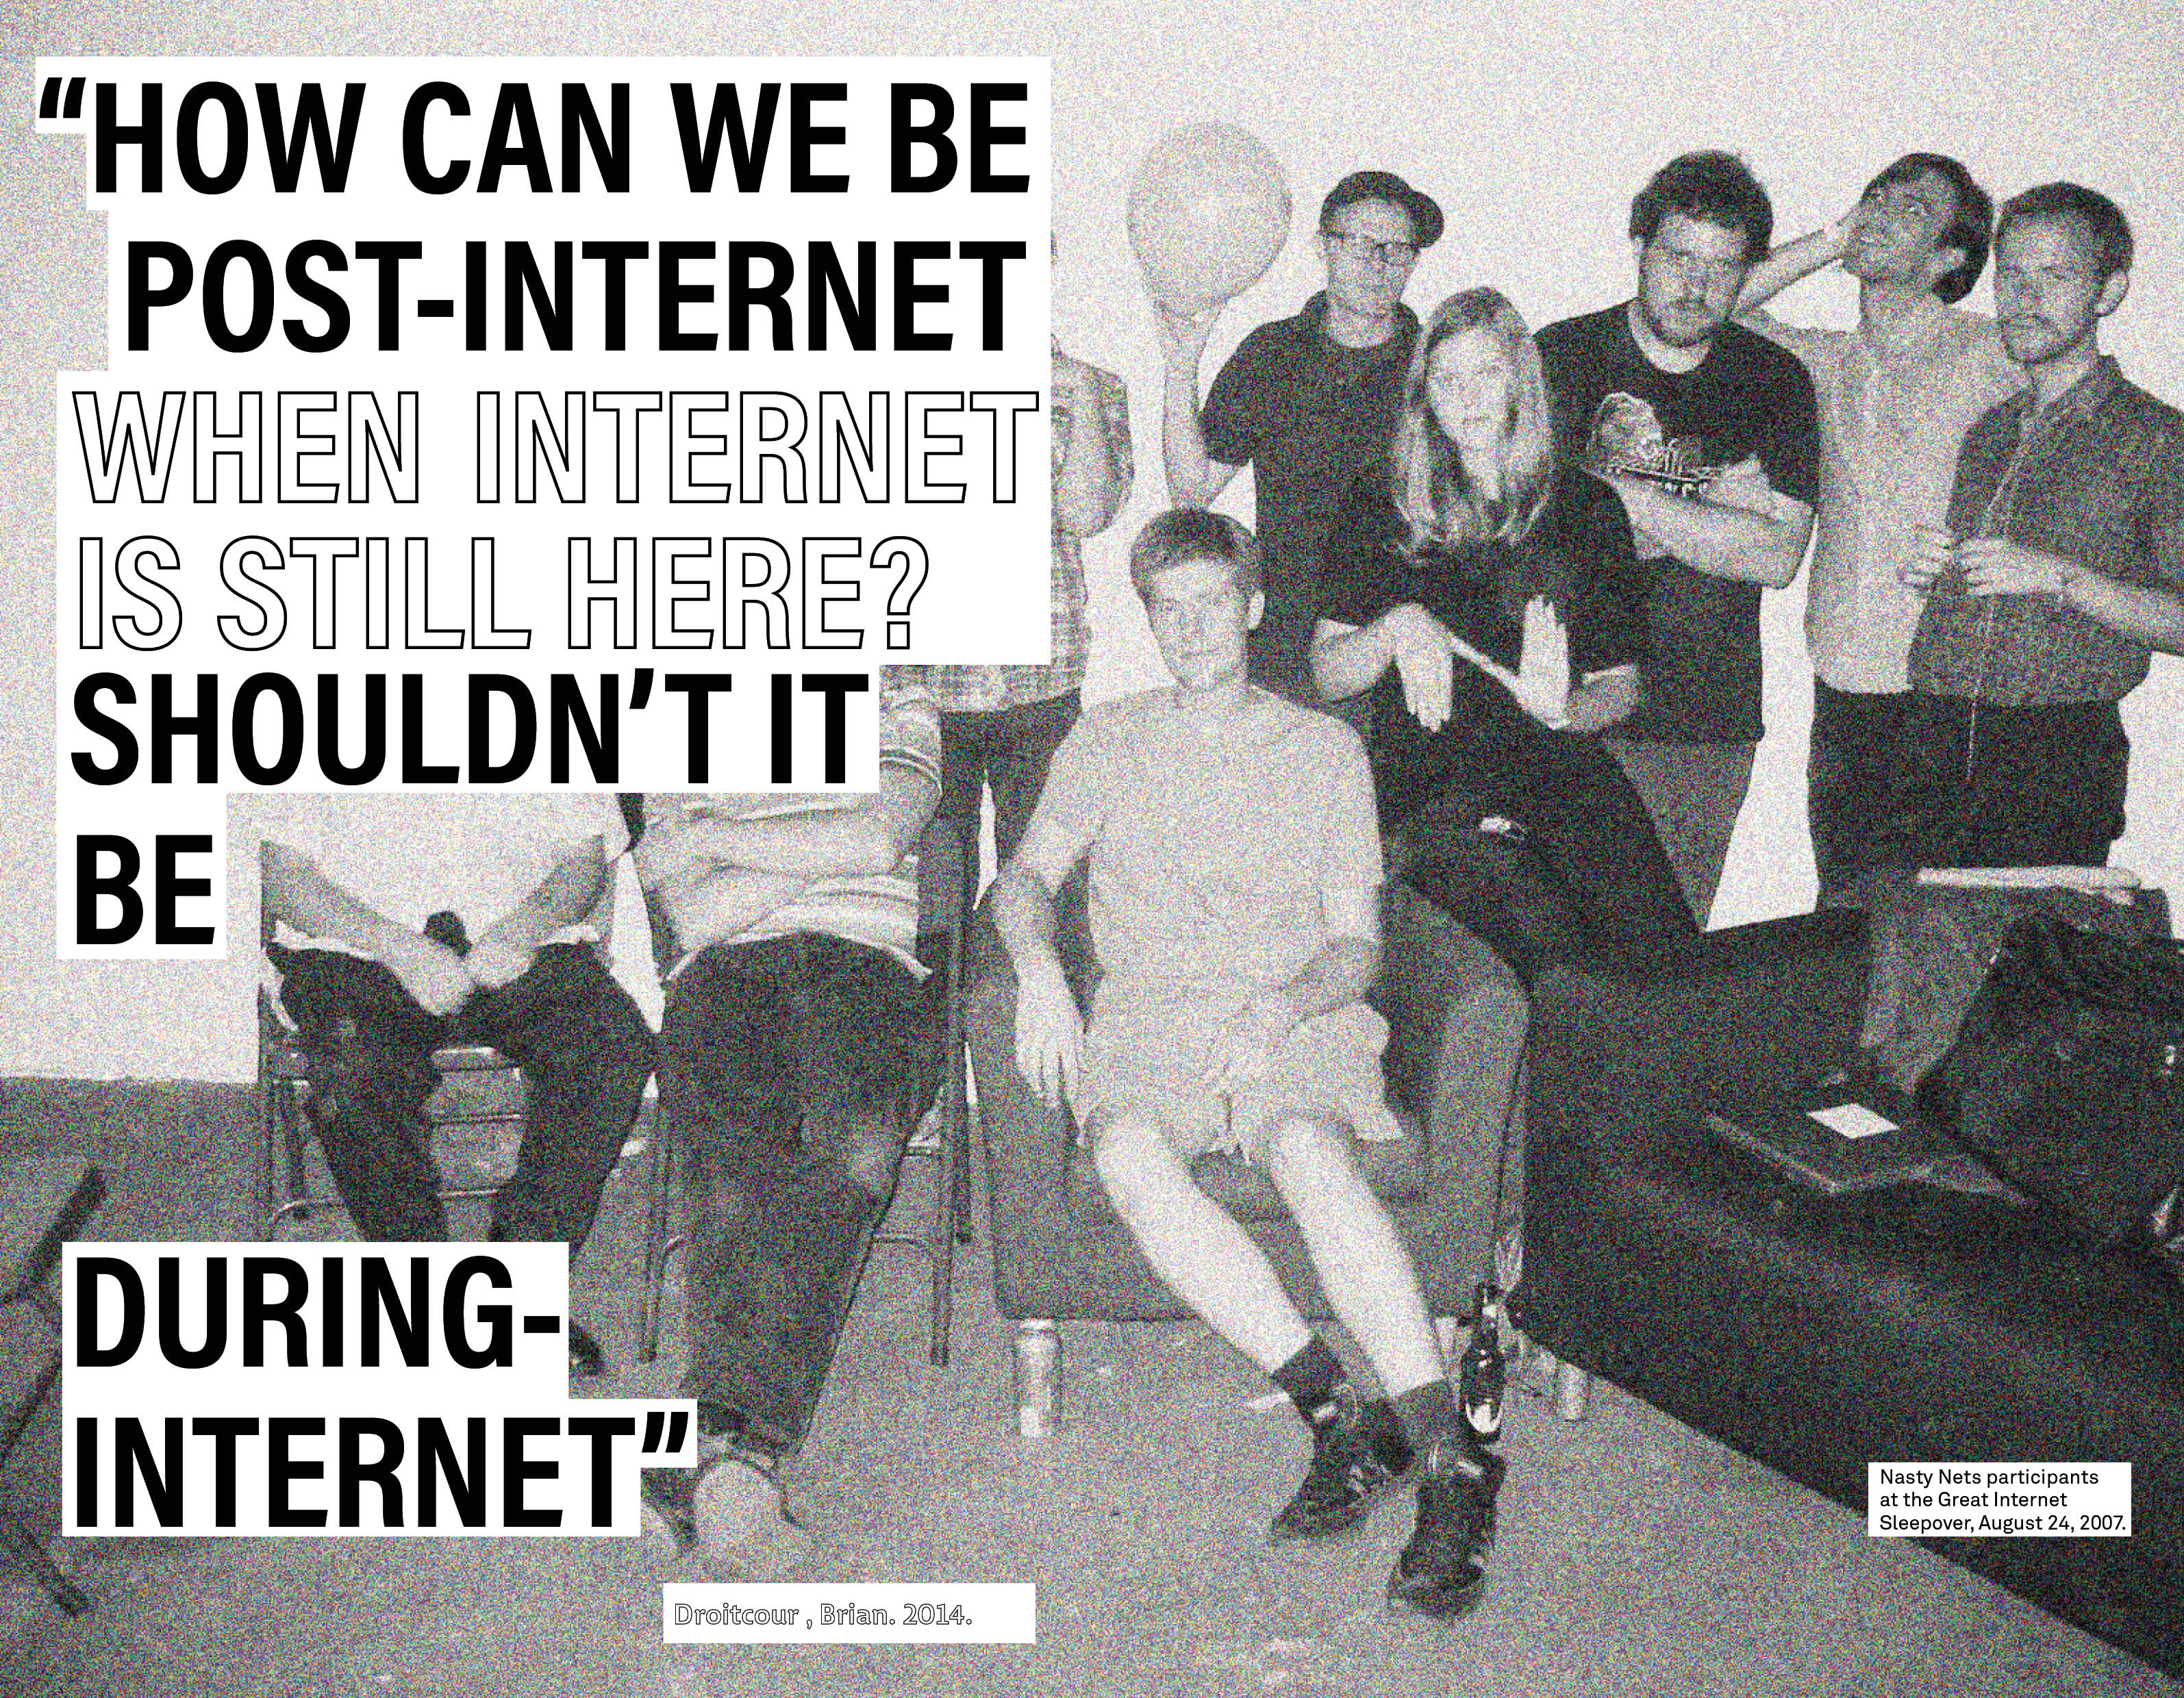 “HOW CAN WE BE
POST-INTERNET
WHEN INTERNET
IS STILL HERE?
SHOULDN’T IT
BE
DURING-
INTERNET”
Nasty Nets participants
at the Great Internet
Sleepover, August 24, 2007.
Droitcour , Brian. 2014.